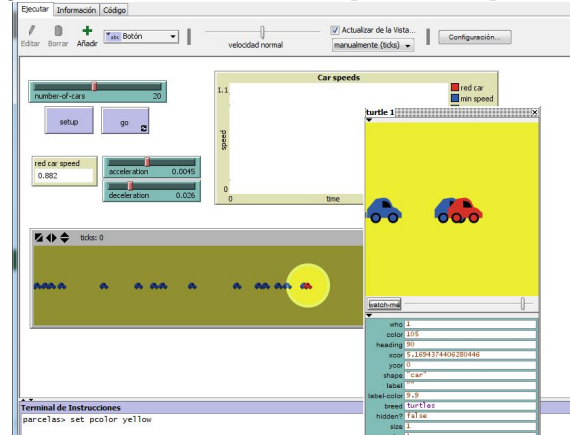 Ejecutar Información Código
Editar Borrar Añadir
abc Botón
velocidad normal
Actualizar de la Vista...
manualmente (ticks)
Configuración...
number-of-cars 20
setup
go
red car speed
0.882
acceleration 0.0045
deceleration 0.026
Car speeds
1.1
speed
0
0
time
red car
min speed
ticks: 0
turtle 1
watch-me
who 1
color 105
heading 90
xcor 5.1694374406280446
ycor 0
shape "car"
label ""
label-color 9.9
breed turtles
hidden? false
size 1
Terminal de Instrucciones
parcelas> set pcolor yellow